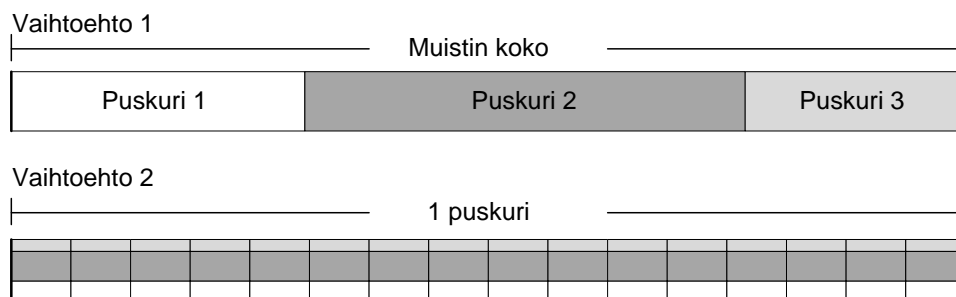 Vaihtoehto 1
Muistin koko
Puskuri 1 Puskuri 2 Puskuri 3
Vaihtoehto 2
1 puskuri